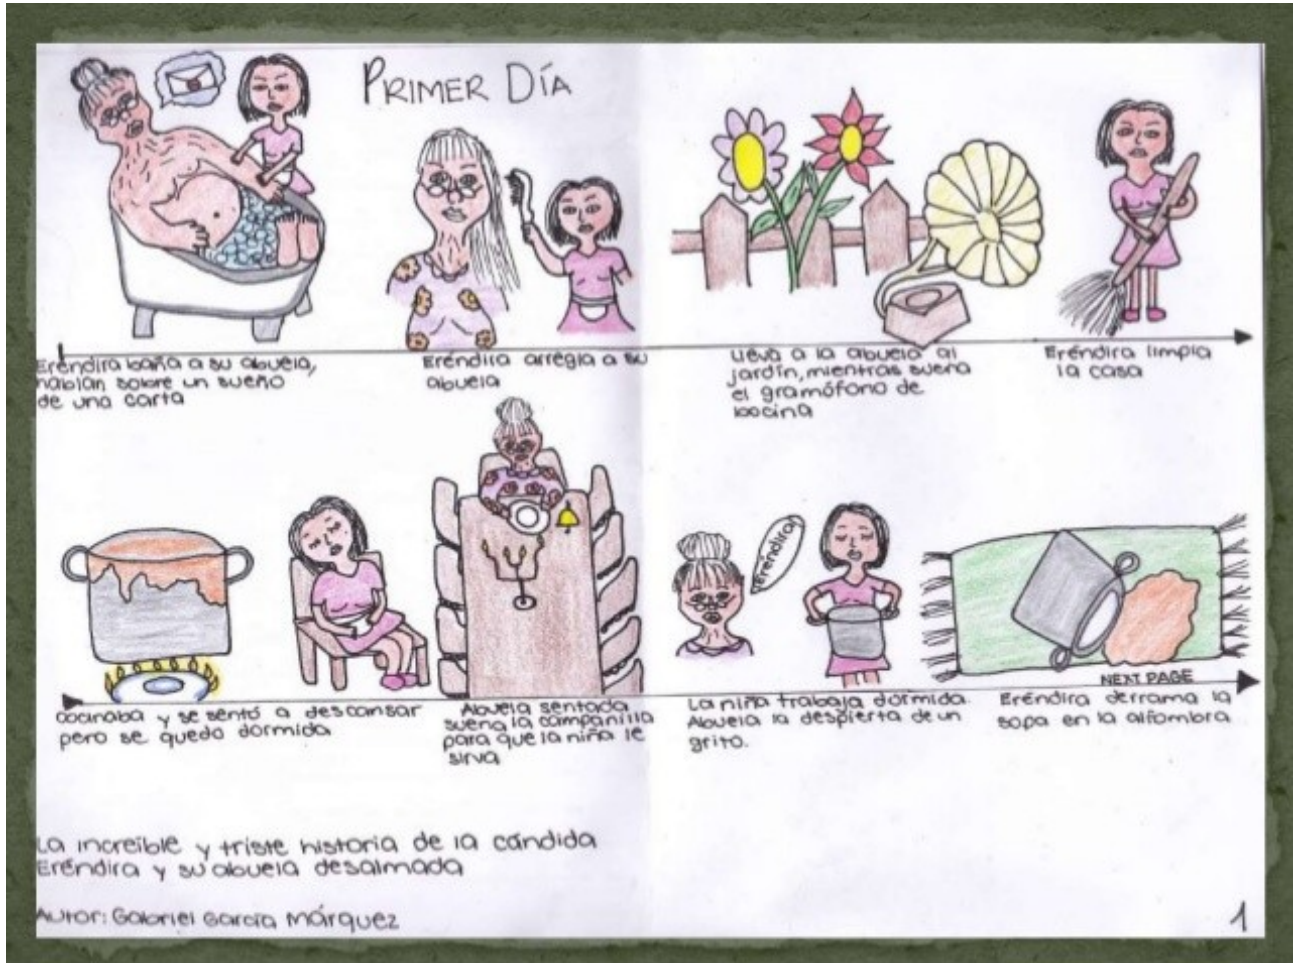 PRIMER DÍA
Eréndira baña a su abuela,
hablan sobre un sueño
de una carta
Eréndira arregla a su
abuela
lleva a la abuela al
jardín, mientras suena
el gramófono de
bocina
Eréndira limpia
la casa
¡Eréndira!
cocinaba y se sentó a descansar
pero se quedo dormida
Abuela sentada
suena la campanilla
para que la niña le
sirva
La niña trabaja dormida.
Abuela la despierta de un
grito.
NEXT PAGE
Eréndira derrama la
sopa en la alfombra
La increíble y triste historia de la cándida
Eréndira y su abuela desalmada
Autor: Gabriel García Márquez
1